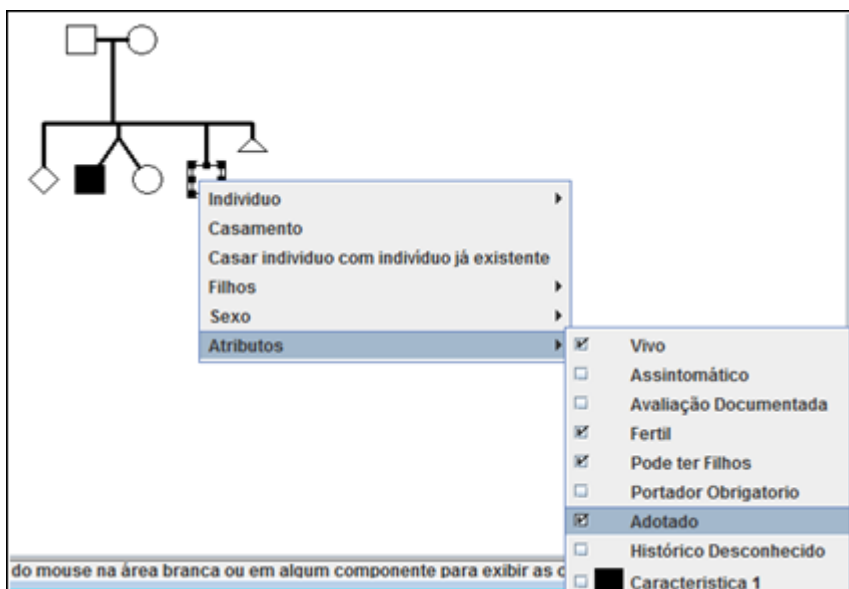 Individuo
Casamento
Casar individuo com indivíduo já existente
Filhos
Sexo
Atributos
Vivo
Assintomático
Avaliação Documentada
Fertil
Pode ter Filhos
Portador Obrigatorio
Adotado
Histórico Desconhecido
Caracteristica 1
do mouse na área branca ou em algum componente para exibir as